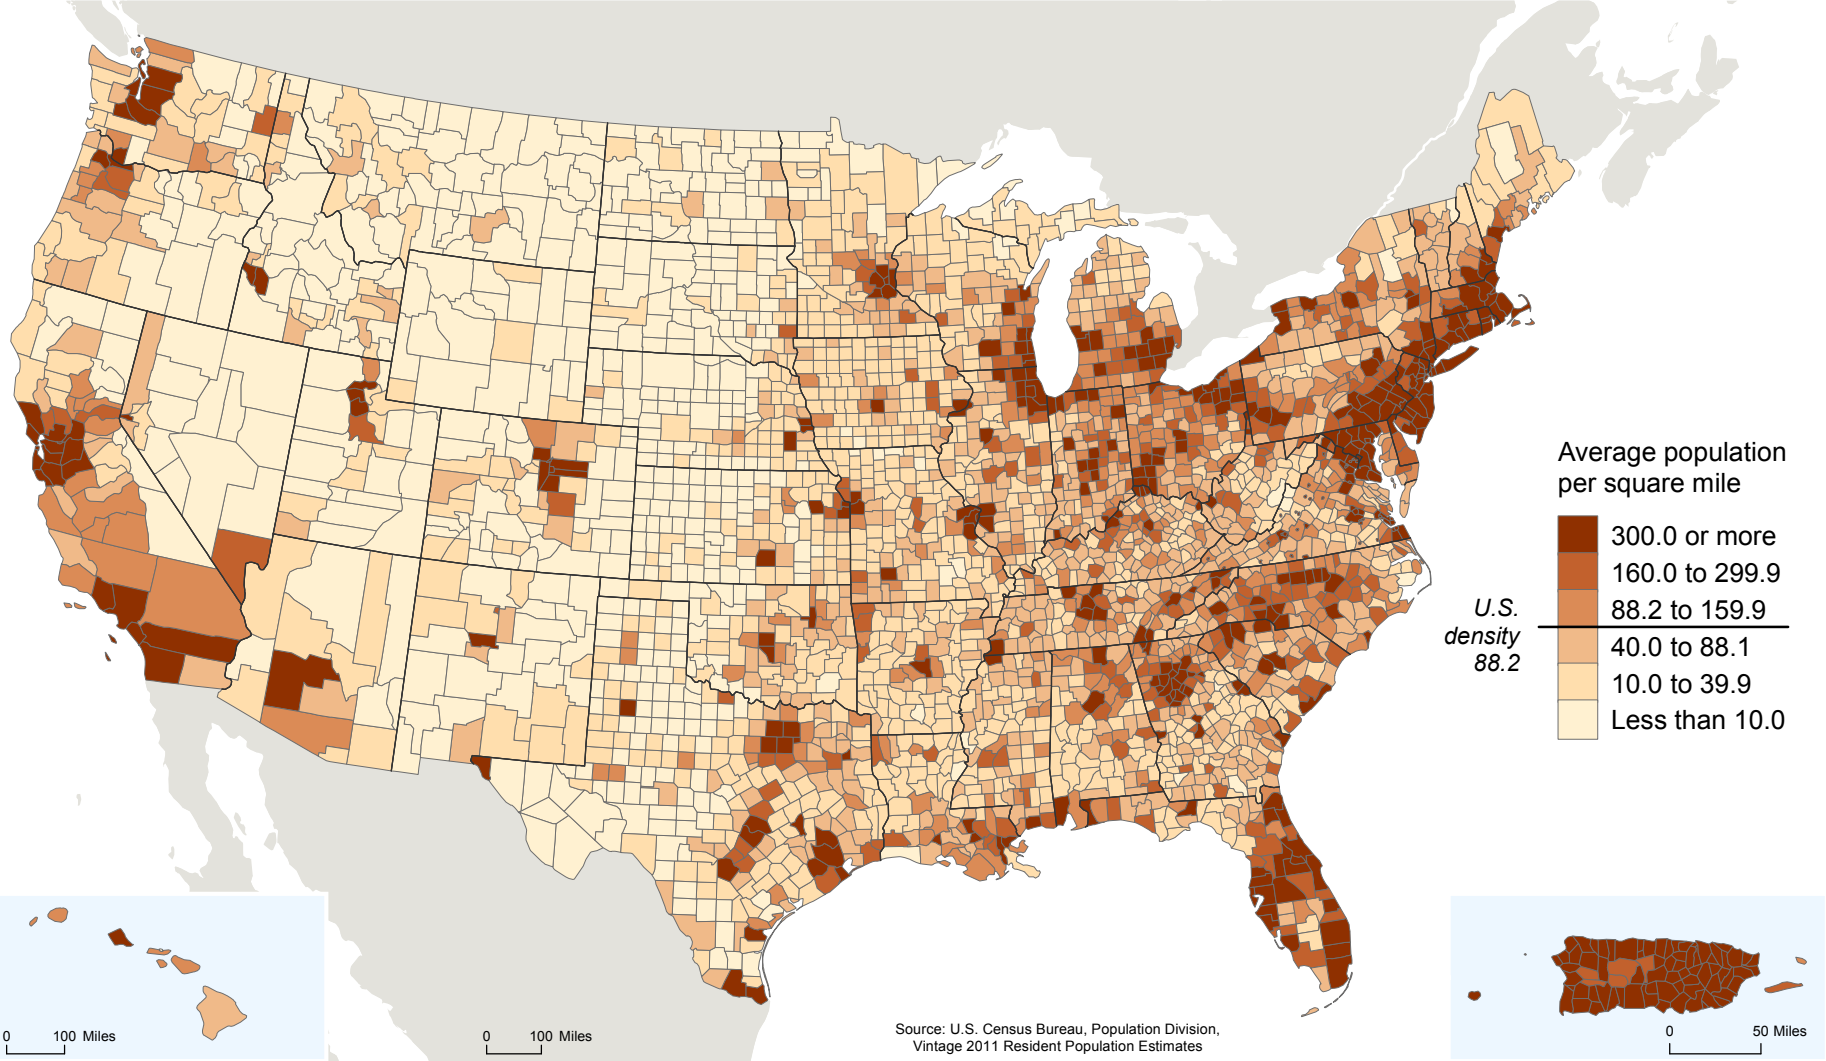 Average population
per square mile
300.0 or more
160.0 to 299.9
88.2 to 159.9
40.0 to 88.1
10.0 to 39.9
Less than 10.0
U.S.
density
88.2
0 100 Miles
0 100 Miles
Source: U.S. Census Bureau, Population Division,
Vintage 2011 Resident Population Estimates
0 50 Miles